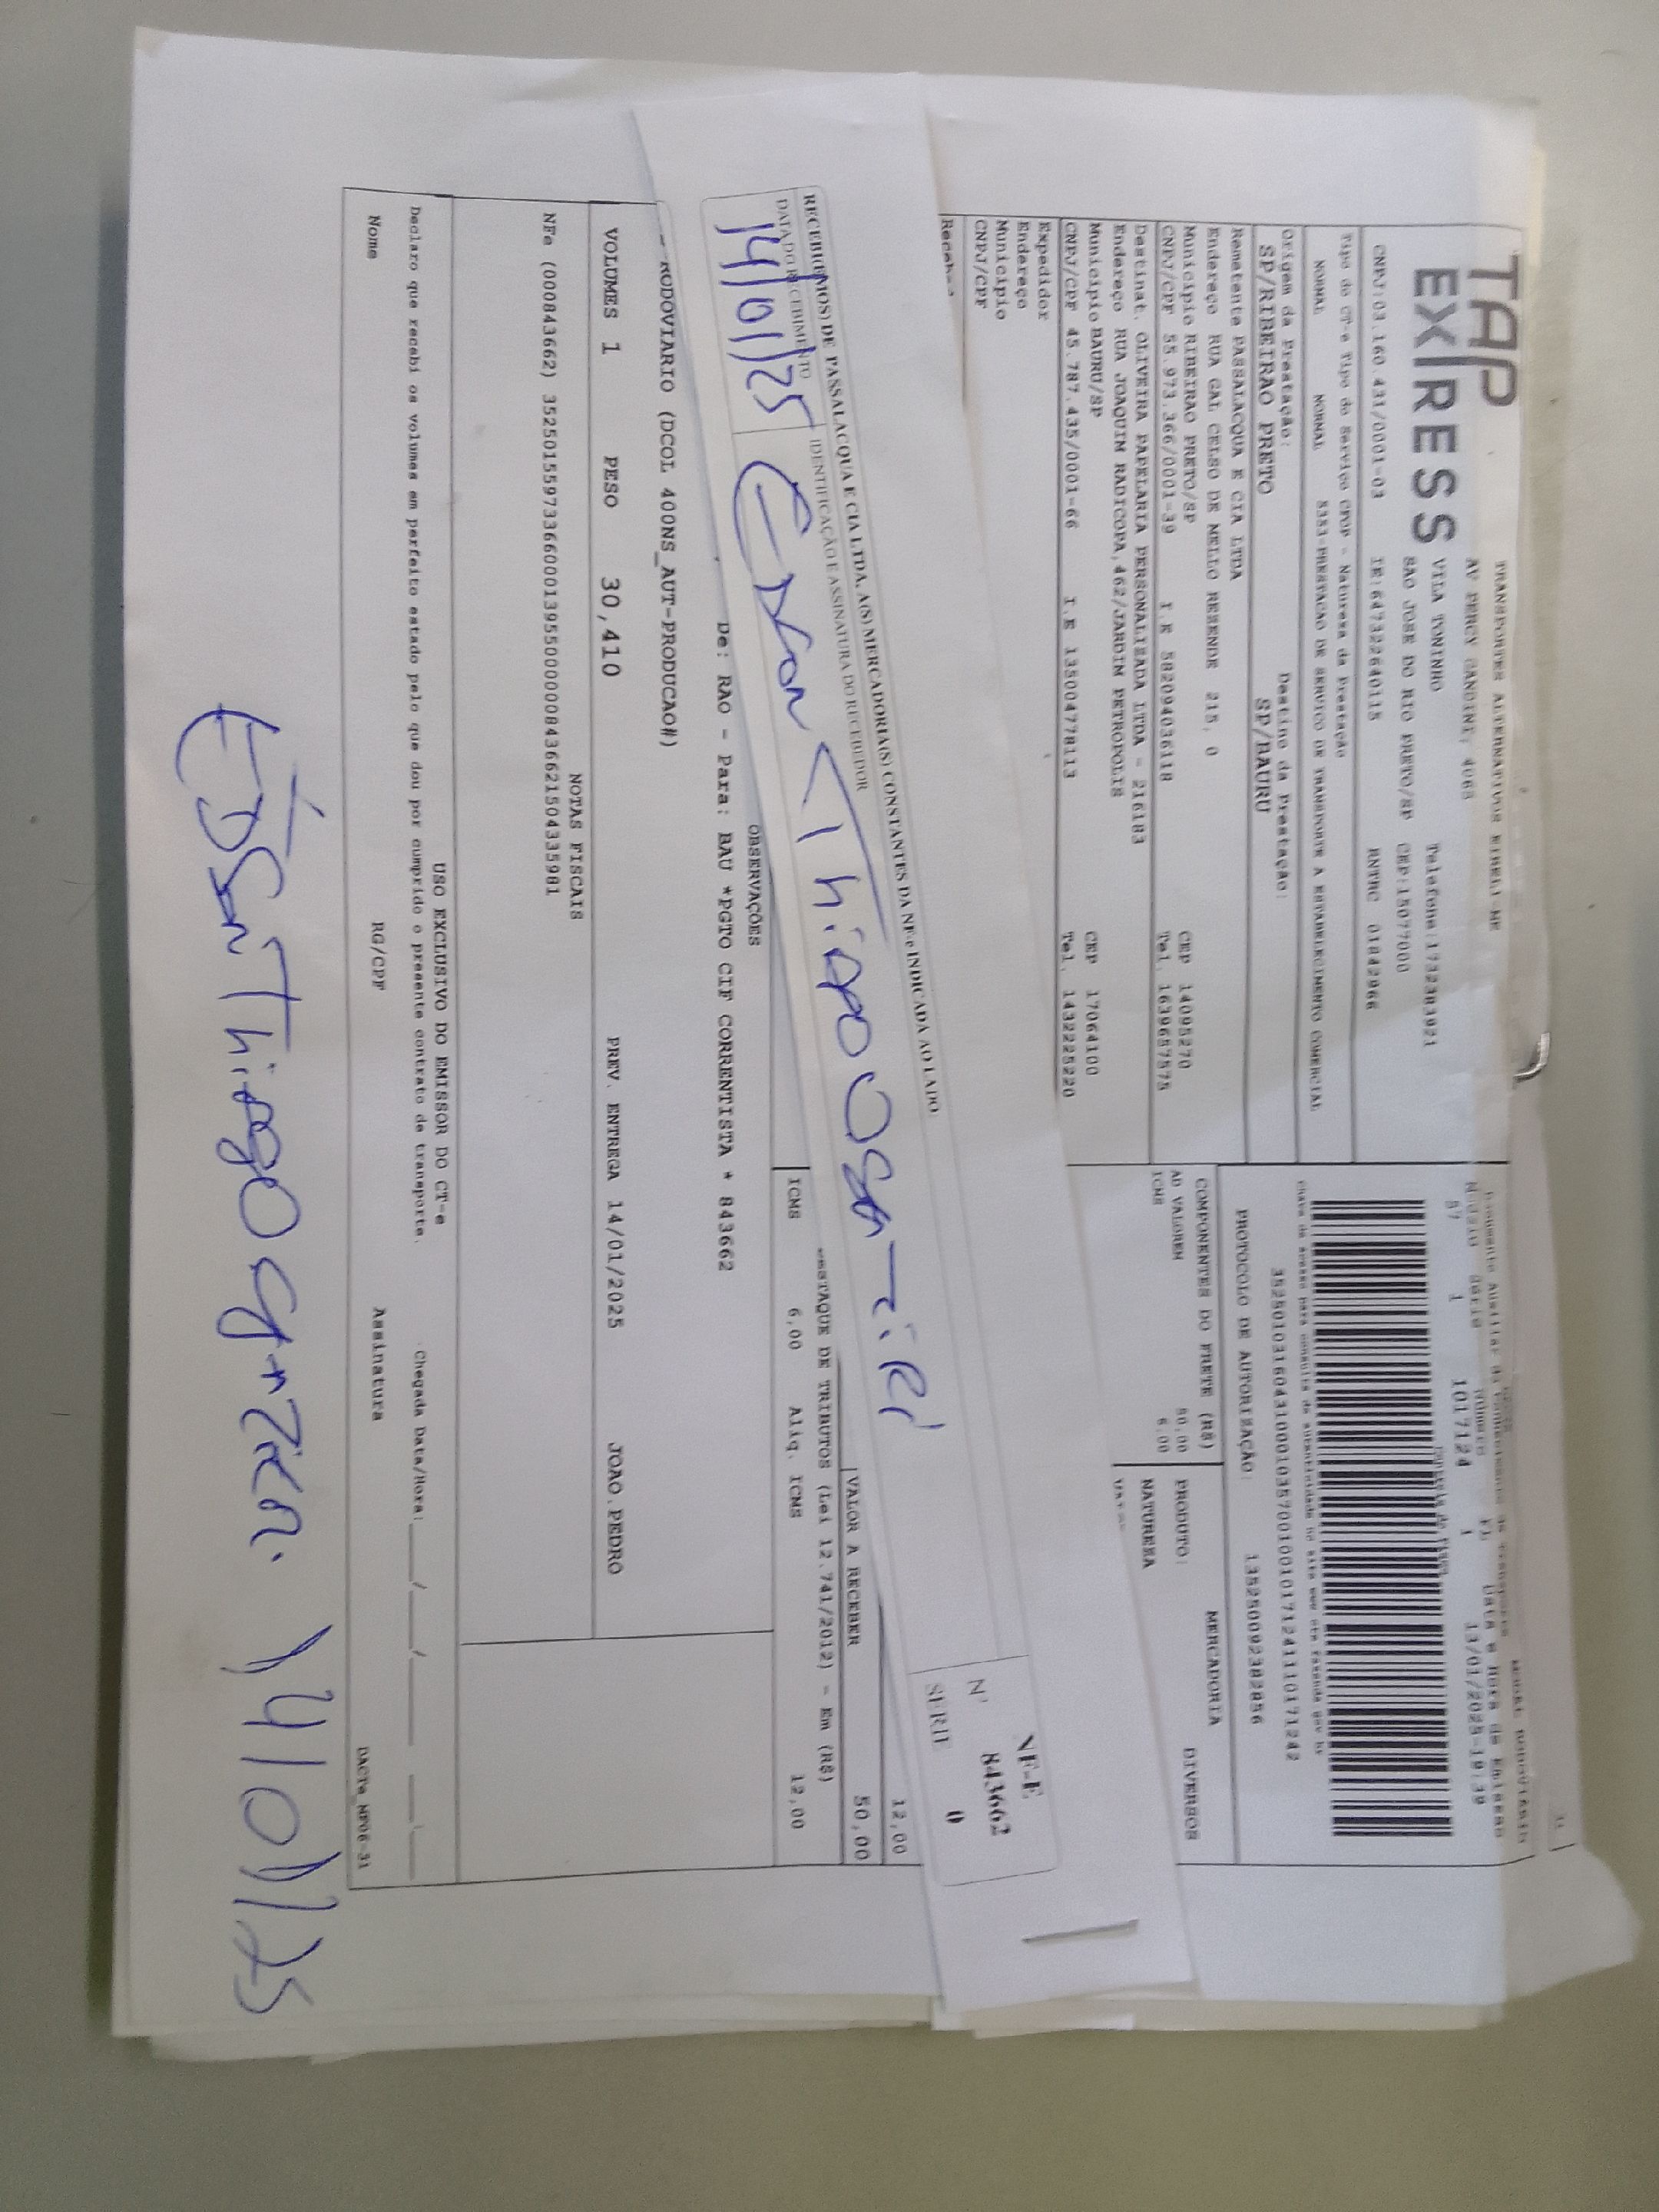 TAP
EXPRESS
TRANSPORTES ALTERNATIVOS EIRELI-ME
AV PERCY GANDINI, 4065
VILA TONINHO Telefone:1732383921
SAO JOSE DO RIO PRETO/SP CEP:15077000
CNPJ:03.160.431/0001-03 IE:647322640115 RNTRC 01842966
Tipo do CT-e Tipo do Serviço CFOP - Natureza da Prestação
NORMAL NORMAL 5353-PRESTACAO DE SERVICO DE TRANSPORTE A ESTABELECIMENTO COMERCIAL
Origem da Prestação: Destino da Prestação:
SP/RIBEIRAO PRETO SP/BAURU
Remetente PASSALACQUA E CIA LTDA
Endereço RUA GAL CELSO DE MELLO REZENDE 215, 0
Município RIBEIRAO PRETO/SP CEP 14095270
CNPJ/CPF 55.973.366/0001-39 I.E 582094036118 Tel. 1639657575
Destinat. OLIVEIRA PAPELARIA PERSONALIZADA LTDA - 216183
Endereço RUA JOAQUIM RADICOPA,462/JARDIM PETROPOLIS
Município BAURU/SP CEP 17064100
CNPJ/CPF 45.787.435/0001-66 I.E 135004778113 Tel. 1432225220
Expedidor
Endereço
Município
CNPJ/CPF
57 1 1017124 1 13/01/2025-19:39
35250103160431000103570010010171241110171242
PROTOCOLO DE AUTORIZAÇÃO: 135250092382856
COMPONENTES DO FRETE (R$)
AD VALOREM 50,00
ICMS 6,00
MERCADORIA
PRODUTO: DIVERSOS
NATUREZA
12,00
VALOR A RECEBER 50,00
DE TRIBUTOS (Lei 12.741/2012) - Em (R$)
ICMS 6,00 Aliq. ICMS 12,00
RECEBI(EMOS) DE PASSALACQUA E CIA LTDA, A(S) MERCADORIA(S) CONSTANTES DA NF-e INDICADA AO LADO.
DATA DO RECEBIMENTO IDENTIFICAÇÃO E ASSINATURA DO RECEBEDOR
14/01/25
NF-E
Nº 843662
SERIE 0
OBSERVAÇÕES
De: RAO - Para: BAU *PGTO CIF CORRENTISTA * 843662
RODOVIARIO (DCOL 400NS_AUT-PRODUCAO#)
VOLUMES 1 PESO 30,410 PREV. ENTREGA 14/01/2025 JOAO.PEDRO
NOTAS FISCAIS
NFe (000843662) 35250155973366000139550000008436621504335981
USO EXCLUSIVO DO EMISSOR DO CT-e
Declaro que recebi os volumes em perfeito estado pelo que dou por cumprido o presente contrato de transporte. Chegada Data/Hora:
Nome RG/CPF Assinatura DACTe
14/01/25